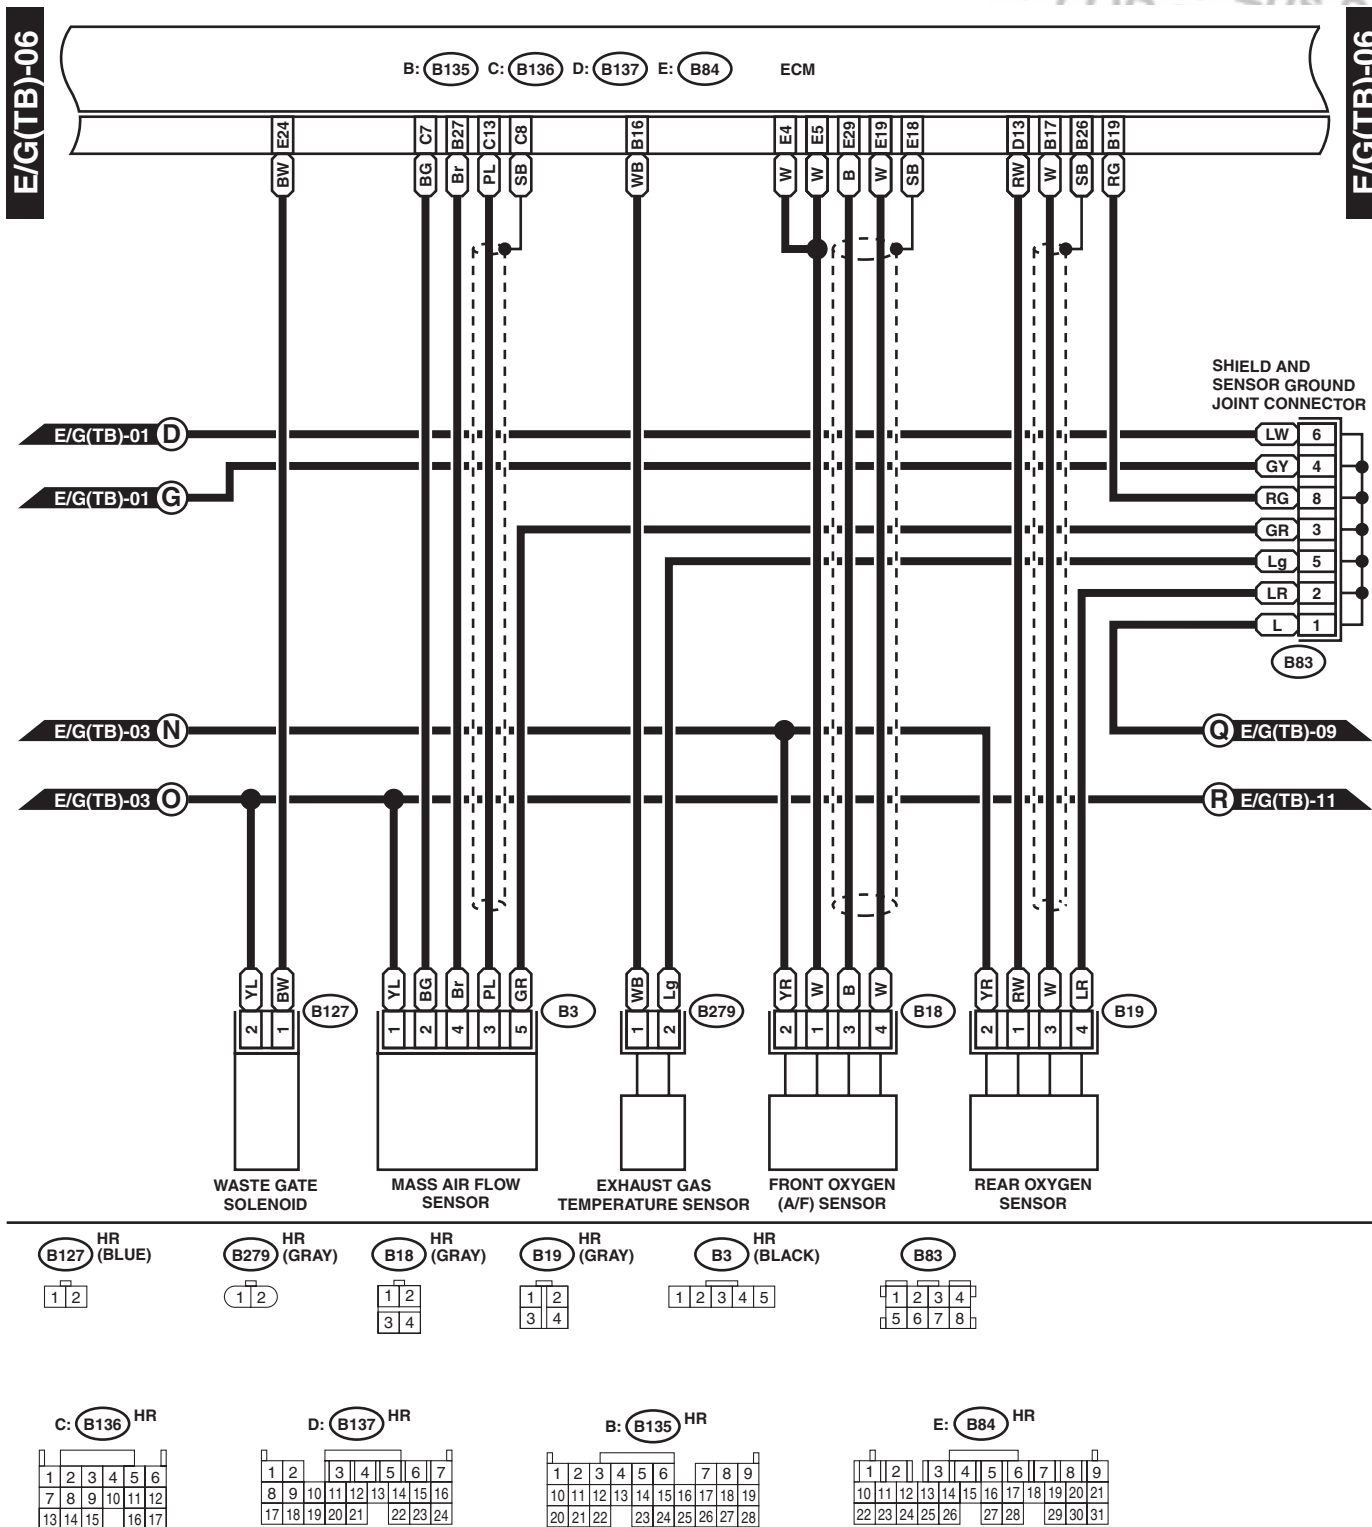 E/G(TB)-06
E/G(TB)-06
B: B135 C: B136 D: B137 E: B84 ECM
E24 C7 B27 C13 C8 B16 E4 E5 E29 E19 E18 D13 B17 B26 B19
BW BG Br PL SB WB W W B W SB RW W SB RG
SHIELD AND
SENSOR GROUND
JOINT CONNECTOR
E/G(TB)-01 D LW 6
GY 4
E/G(TB)-01 G RG 8
GR 3
Lg 5
LR 2
L 1
B83
E/G(TB)-03 N Q E/G(TB)-09
E/G(TB)-03 O R E/G(TB)-11
YL BW YL BG Br PL GR WB Lg YR W B W YR RW W LR
2 1 B127 1 2 4 3 5 B3 1 2 B279 2 1 3 4 B18 2 1 3 4 B19
WASTE GATE
SOLENOID
MASS AIR FLOW
SENSOR
EXHAUST GAS
TEMPERATURE SENSOR
FRONT OXYGEN
(A/F) SENSOR
REAR OXYGEN
SENSOR
B127 HR
(BLUE)
1 2
B279 HR
(GRAY)
1 2
B18 HR
(GRAY)
1 2
3 4
B19 HR
(GRAY)
1 2
3 4
B3 HR
(BLACK)
1 2 3 4 5
B83
1 2 3 4
5 6 7 8
C: B136 HR
1 2 3 4 5 6
7 8 9 10 11 12
13 14 15 16 17
D: B137 HR
1 2 3 4 5 6 7
8 9 10 11 12 13 14 15 16
17 18 19 20 21 22 23 24
B: B135 HR
1 2 3 4 5 6 7 8 9
10 11 12 13 14 15 16 17 18 19
20 21 22 23 24 25 26 27 28
E: B84 HR
1 2 3 4 5 6 7 8 9
10 11 12 13 14 15 16 17 18 19 20 21
22 23 24 25 26 27 28 29 30 31